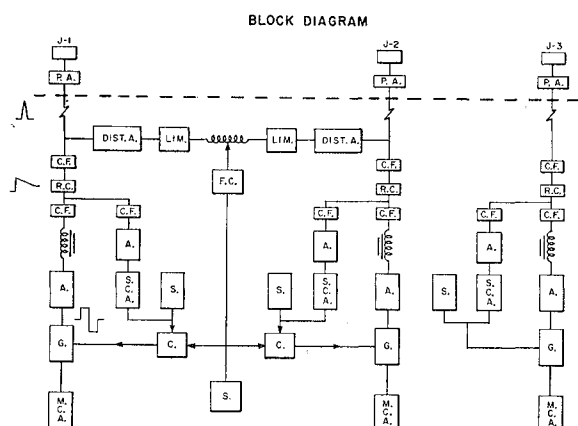 BLOCK DIAGRAM
J-1 J-2 J-3
P. A. P. A. P. A.
DIST. A. LIM. LIM. DIST. A.
C.F. C.F. C.F.
F.C.
R.C. R.C. R.C.
C.F. C.F. C.F. C.F. C.F. C.F.
A. A. A.
A. S. C. A. S. S. S. C. A. A. S. S. C. A. A.
G. C. C. G. G.
S.
M. C. A. M. C. A. M. C. A.